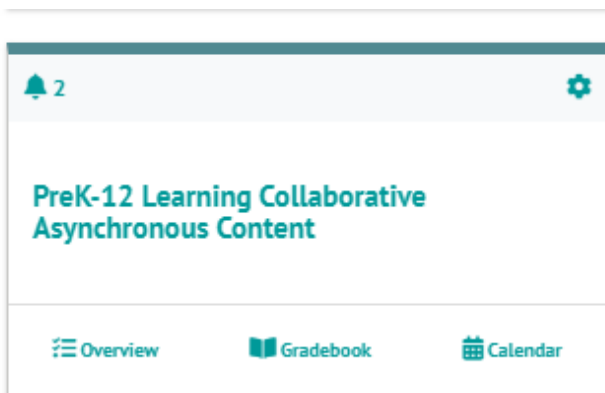 2
PreK-12 Learning Collaborative
Asynchronous Content
Overview Gradebook Calendar